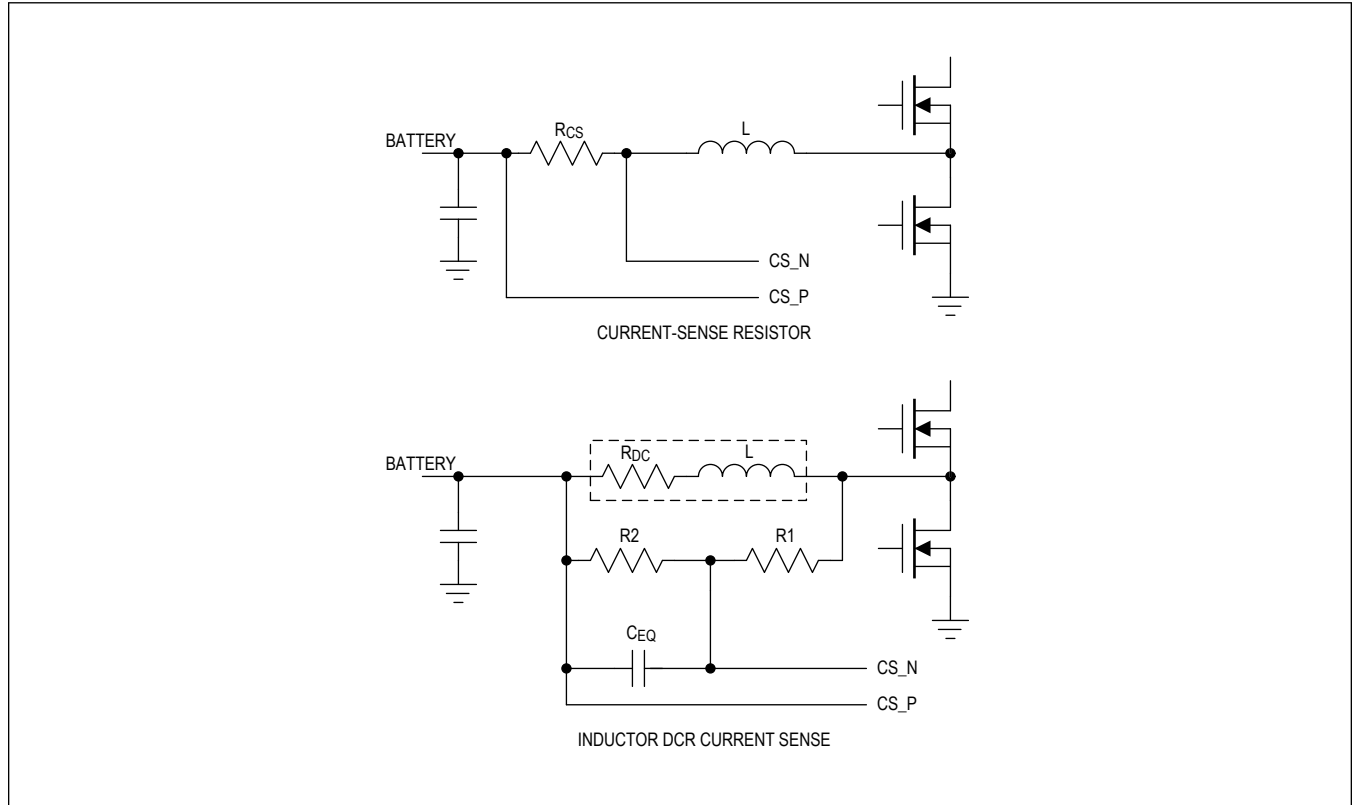 RCS
L
BATTERY
CS_N
CS_P
CURRENT-SENSE RESISTOR
RDC
L
BATTERY
R2
R1
CEQ
CS_N
CS_P
INDUCTOR DCR CURRENT SENSE